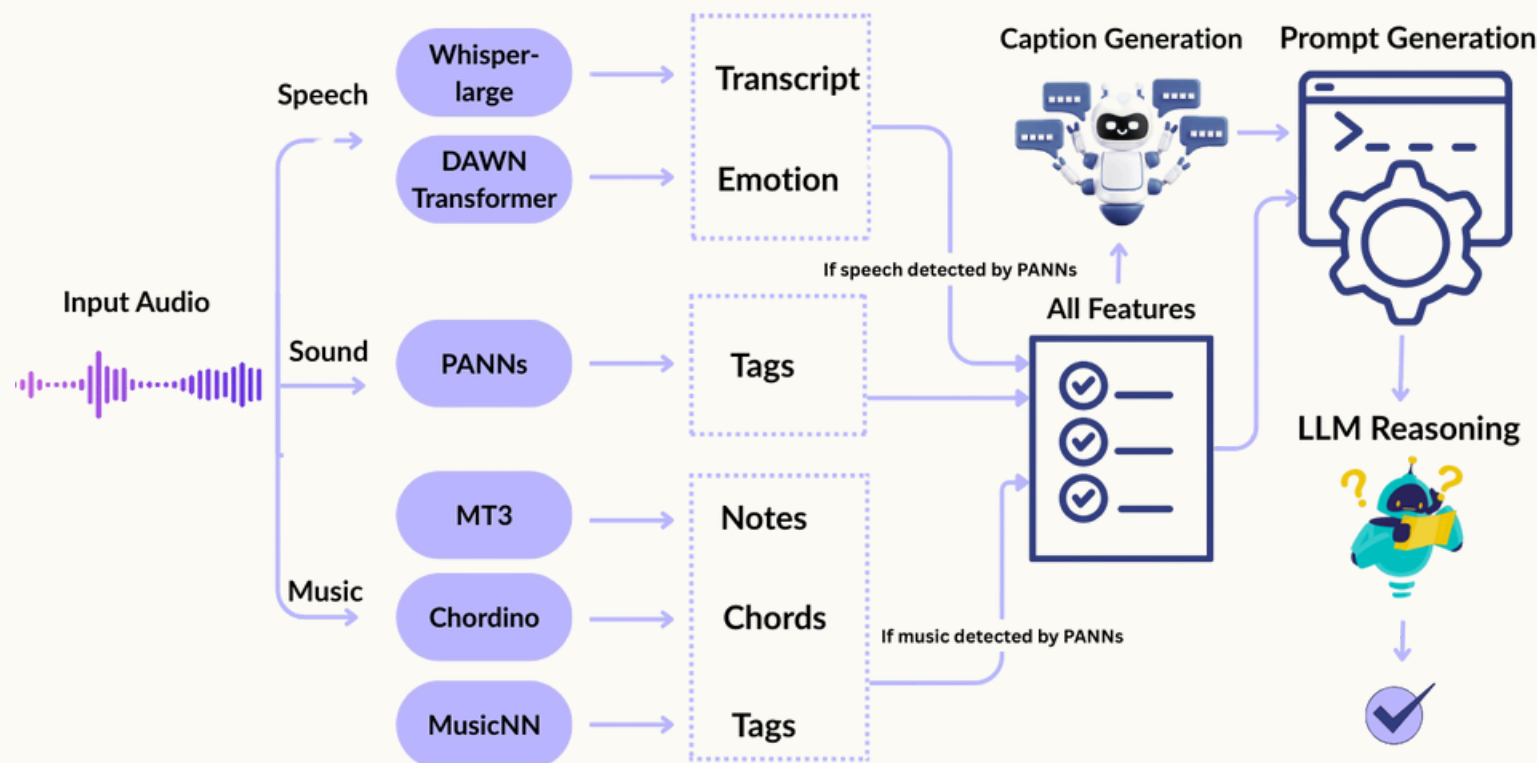 Input Audio
Speech
Sound
Music
Whisper-
large
DAWN
Transformer
PANNs
MT3
Chordino
MusicNN
Transcript
Emotion
Tags
Notes
Chords
Tags
If speech detected by PANNs
If music detected by PANNs
All Features
Caption Generation
Prompt Generation
LLM Reasoning